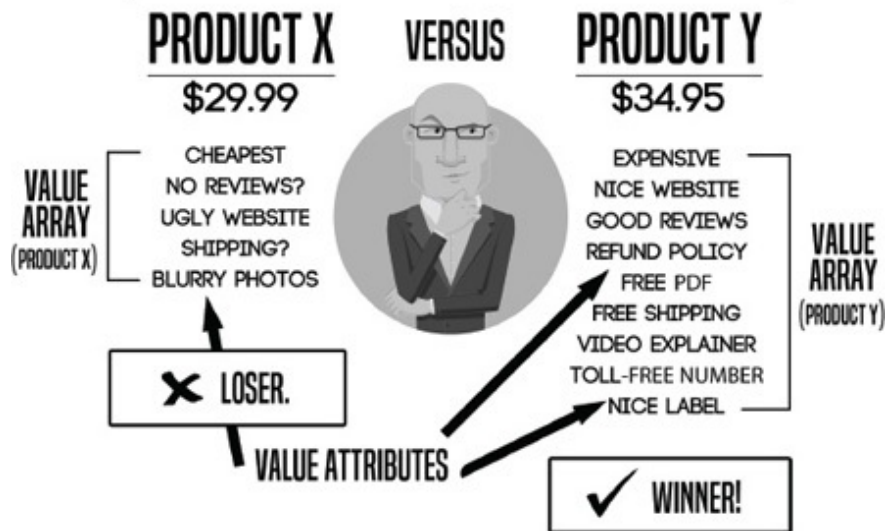 PRODUCT X
VERSUS
PRODUCT Y
$29.99
$34.95
VALUE
ARRAY
(PRODUCT X)
CHEAPEST
NO REVIEWS?
UGLY WEBSITE
SHIPPING?
BLURRY PHOTOS
EXPENSIVE
NICE WEBSITE
GOOD REVIEWS
REFUND POLICY
FREE PDF
FREE SHIPPING
VIDEO EXPLAINER
TOLL-FREE NUMBER
NICE LABEL
VALUE
ARRAY
(PRODUCT Y)
LOSER.
VALUE ATTRIBUTES
WINNER!